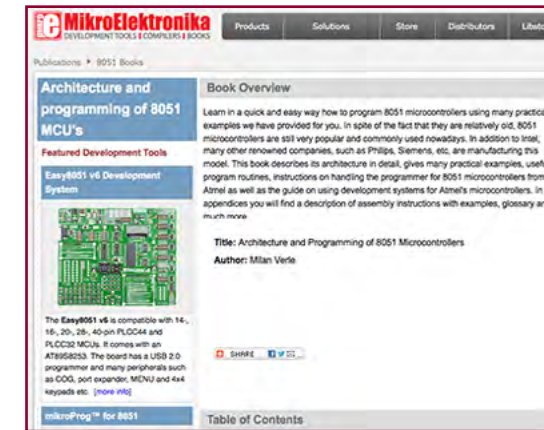 MikroElektronika
DEVELOPMENT TOOLS | COMPILERS | BOOKS
Products Solutions Store Distributors Libsto
Publications ▸ 8051 Books
Architecture and
programming of 8051
MCU's
Featured Development Tools
Easy8051 v6 Development
System
The Easy8051 v6 is compatible with 14-,
16-, 20-, 28-, 40-pin PLCC44 and
PLCC32 MCUs. It comes with an
AT89S8253. The board has a USB 2.0
programmer and many peripherals such
as COG, port expander, MENU and 4x4
keypads etc. [more info]
mikroProg™ for 8051
Book Overview
Learn in a quick and easy way how to program 8051 microcontrollers using many practica
examples we have provided for you. In spite of the fact that they are relatively old, 8051
microcontrollers are still very popular and commonly used nowadays. In addition to Intel,
many other renowned companies, such as Philips, Siemens, etc. are manufacturing this
model. This book describes its architecture in detail, gives many practical examples, usefu
program routines, instructions on handling the programmer for 8051 microcontrollers from
Atmel as well as the guide on using development systems for Atmel's microcontrollers. In
appendices you will find a description of assembly instructions with examples, glossary an
much more.
Title: Architecture and Programming of 8051 Microcontrollers
Author: Milan Verle
SHARE
Table of Contents